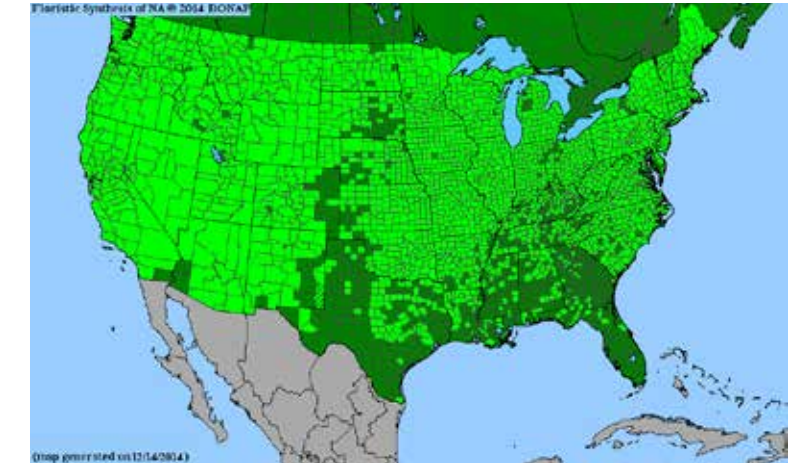 Floristic Synthesis of NA © 2014 BONAP
(map generated on 12/14/2014)